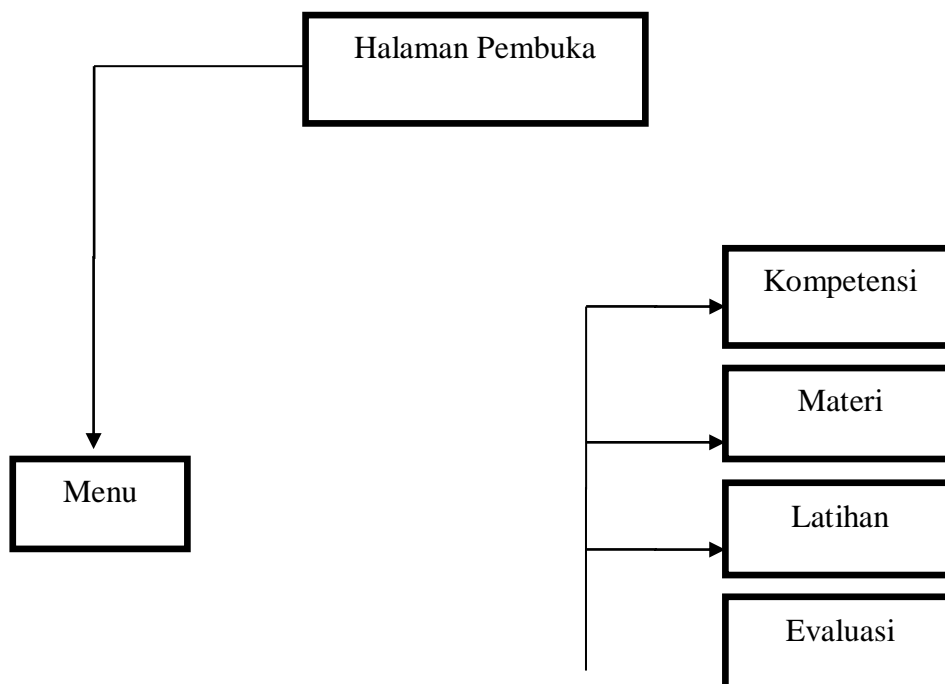 Halaman Pembuka
Kompetensi
Materi
Menu
Latihan
Evaluasi